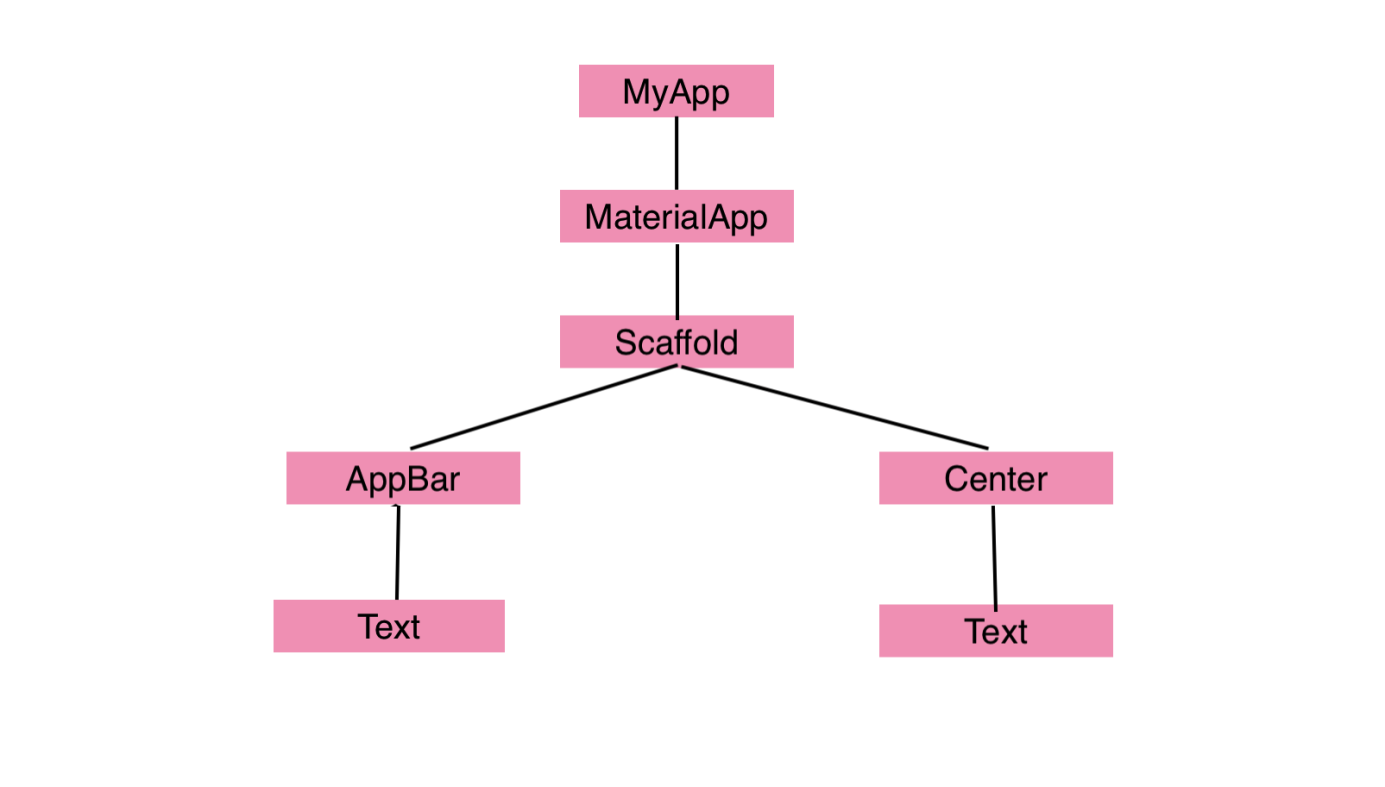 MyApp
MaterialApp
Scaffold
AppBar
Center
Text
Text